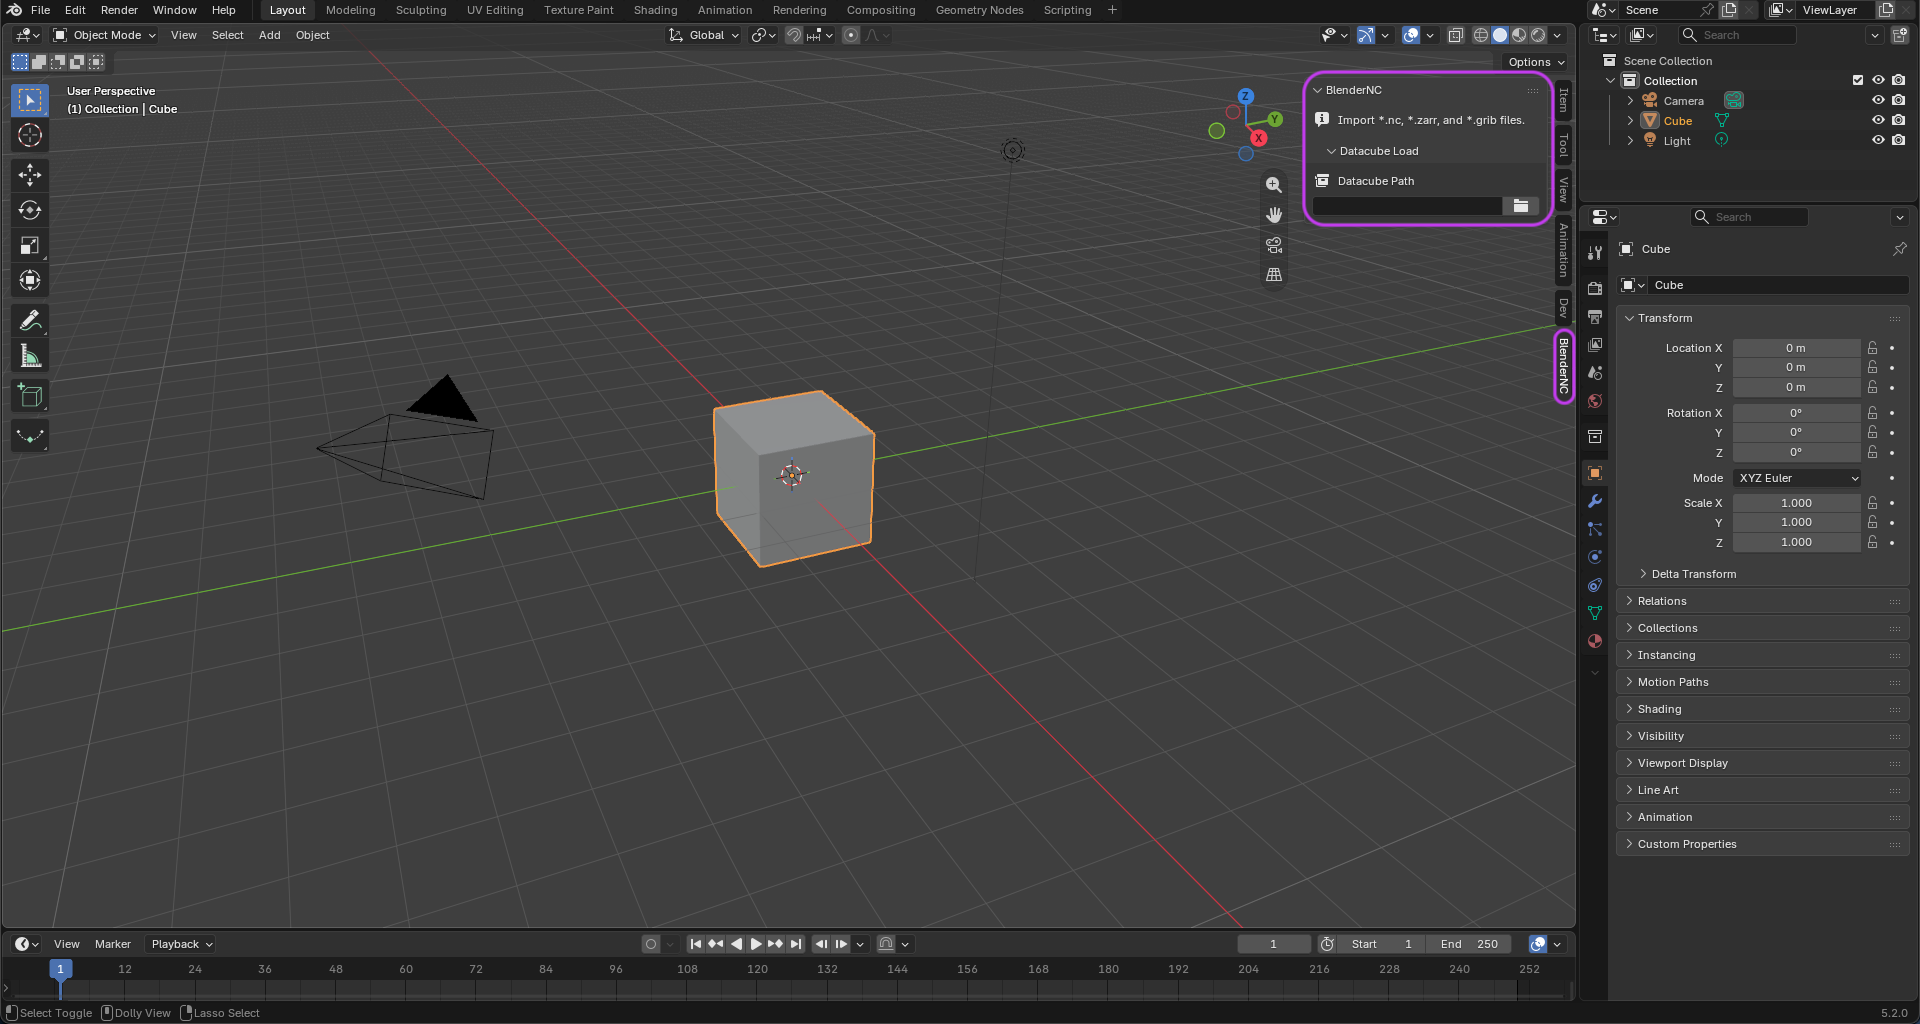 File Edit Render Window Help Layout Modeling Sculpting UV Editing Texture Paint Shading Animation Rendering Compositing Geometry Nodes Scripting Scene ViewLayer
Object Mode View Select Add Object Global Search
Options
User Perspective
(1) Collection | Cube
Z
Y
X
BlenderNC
Import *.nc, *.zarr, and *.grib files.
Datacube Load
Datacube Path
Item
Tool
View
Animation
Dev
BlenderNC
Scene Collection
Collection
Camera
Cube
Light
Search
Cube
Cube
Transform
Location X 0 m
Y 0 m
Z 0 m
Rotation X 0°
Y 0°
Z 0°
Mode XYZ Euler
Scale X 1.000
Y 1.000
Z 1.000
Delta Transform
Relations
Collections
Instancing
Motion Paths
Shading
Visibility
Viewport Display
Line Art
Animation
Custom Properties
View Marker Playback 1 Start 1 End 250
1 12 24 36 48 60 72 84 96 108 120 132 144 156 168 180 192 204 216 228 240 252
Select Toggle Dolly View Lasso Select 5.2.0